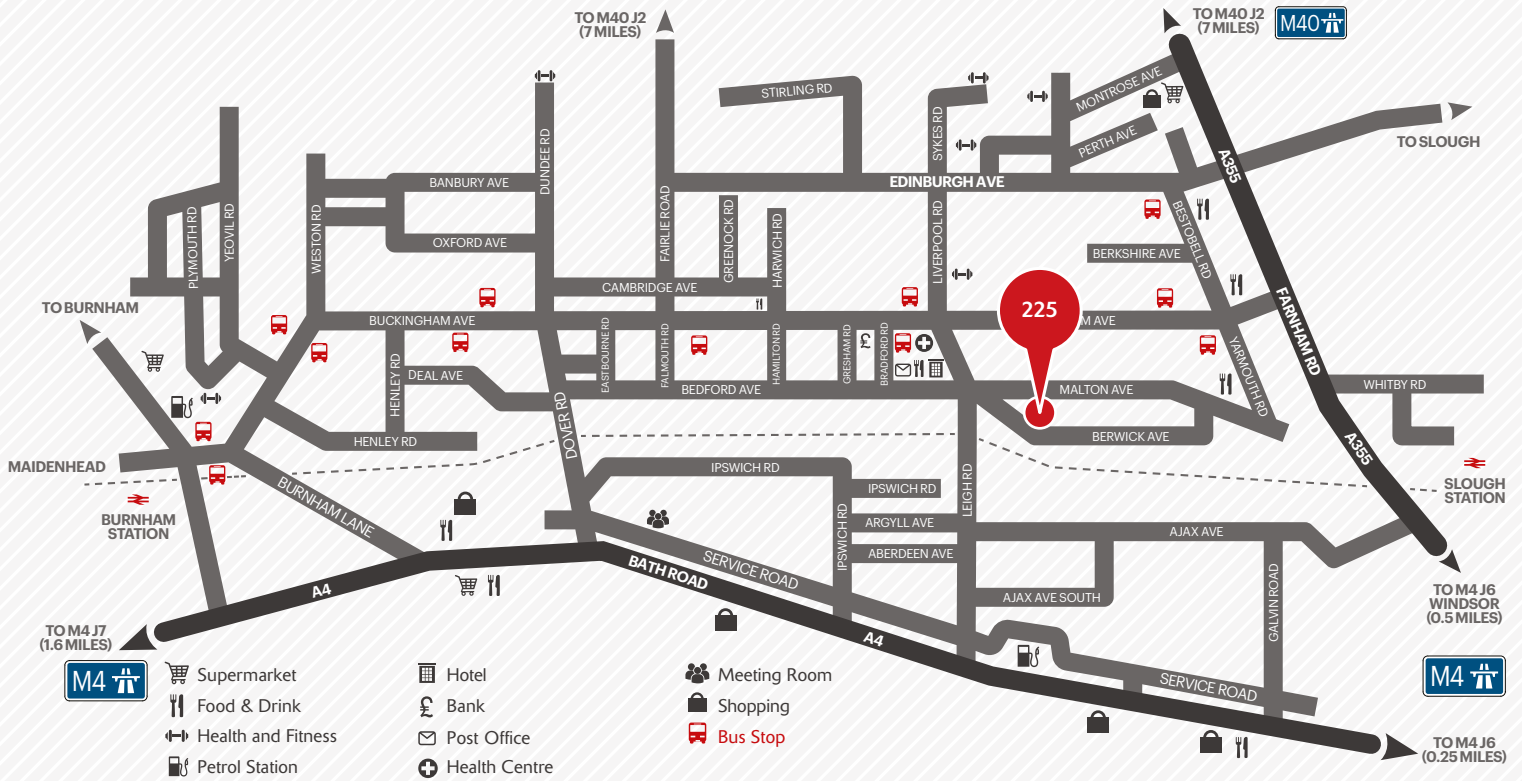 TO M40 J2
(7 MILES)
TO M40 J2
(7 MILES)
M40
MONTROSE AVE
STIRLING RD
SYKES RD
PERTH AVE
TO SLOUGH
A355
DUNDEE RD
BANBURY AVE
EDINBURGH AVE
PLYMOUTH RD
YEOVIL RD
WESTON RD
OXFORD AVE
FAIRLIE ROAD
GREENOCK RD
HARWICH RD
LIVERPOOL RD
BESTOBELL RD
BERKSHIRE AVE
CAMBRIDGE AVE
TO BURNHAM
BUCKINGHAM AVE
225
M AVE
FARNHAM RD
EASTBOURNE RD
FALMOUTH RD
HAMILTON RD
GRESHAM RD
BRADFORD RD
YARMOUTH RD
HENLEY RD
DEAL AVE
BEDFORD AVE
MALTON AVE
WHITBY RD
DOVER RD
HENLEY RD
BERWICK AVE
A355
MAIDENHEAD
BURNHAM
STATION
BURNHAM LANE
IPSWICH RD
IPSWICH RD
IPSWICH RD
LEIGH RD
SLOUGH
STATION
ARGYLL AVE
AJAX AVE
ABERDEEN AVE
SERVICE ROAD
BATH ROAD
A4
AJAX AVE SOUTH
GALVIN ROAD
TO M4 J6
WINDSOR
(0.5 MILES)
TO M4 J7
(1.6 MILES)
M4
A4
SERVICE ROAD
M4
TO M4 J6
(0.25 MILES)
Supermarket
Food & Drink
Health and Fitness
Petrol Station
Hotel
£ Bank
Post Office
Health Centre
Meeting Room
Shopping
Bus Stop